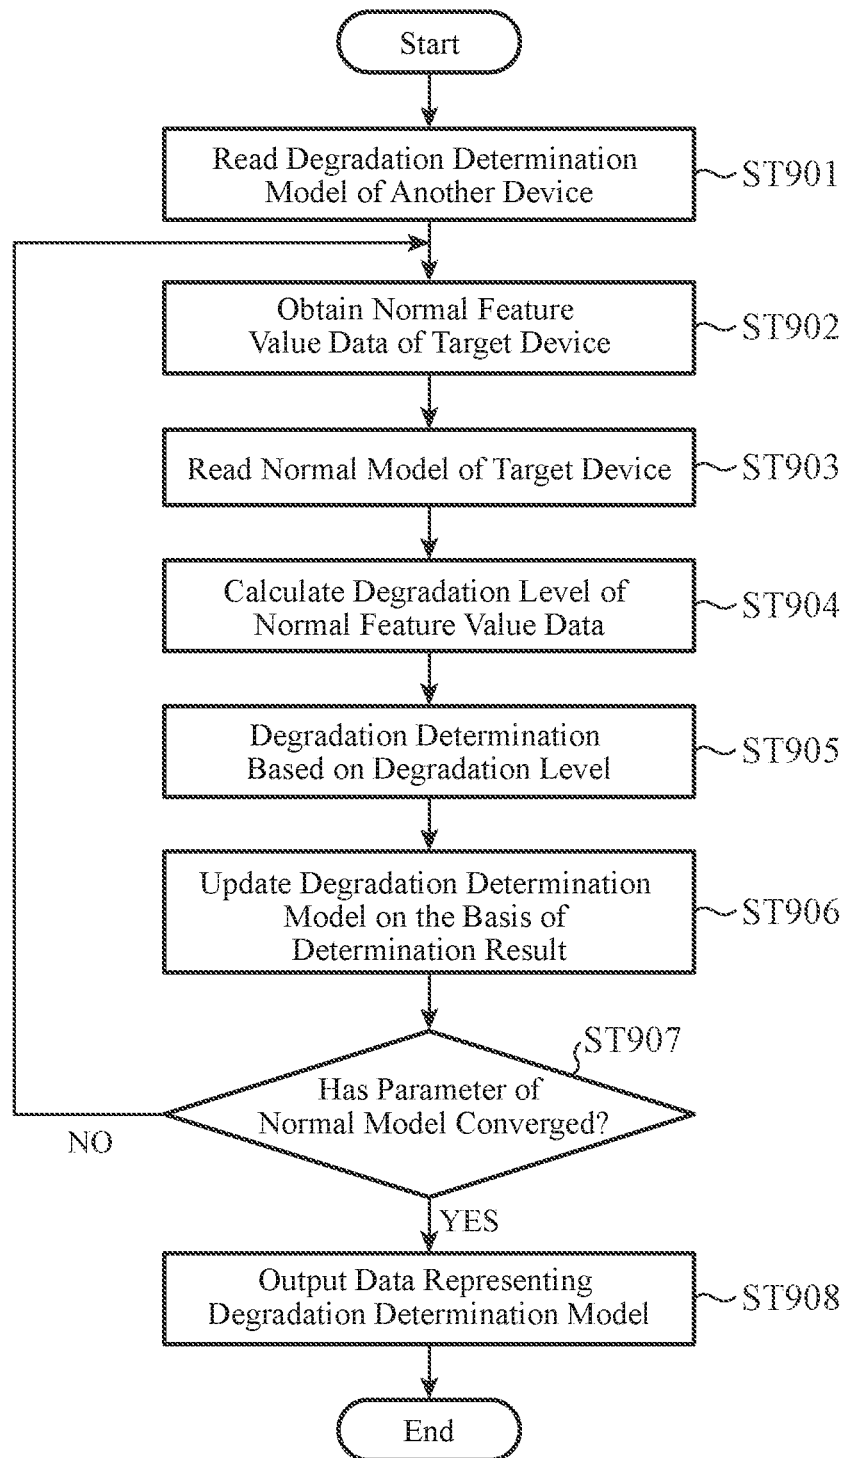 Start
Read Degradation Determination
Model of Another Device
ST901
Obtain Normal Feature
Value Data of Target Device
ST902
Read Normal Model of Target Device
ST903
Calculate Degradation Level of
Normal Feature Value Data
ST904
Degradation Determination
Based on Degradation Level
ST905
Update Degradation Determination
Model on the Basis of
Determination Result
ST906
ST907
Has Parameter of
Normal Model Converged?
NO
YES
Output Data Representing
Degradation Determination Model
ST908
End